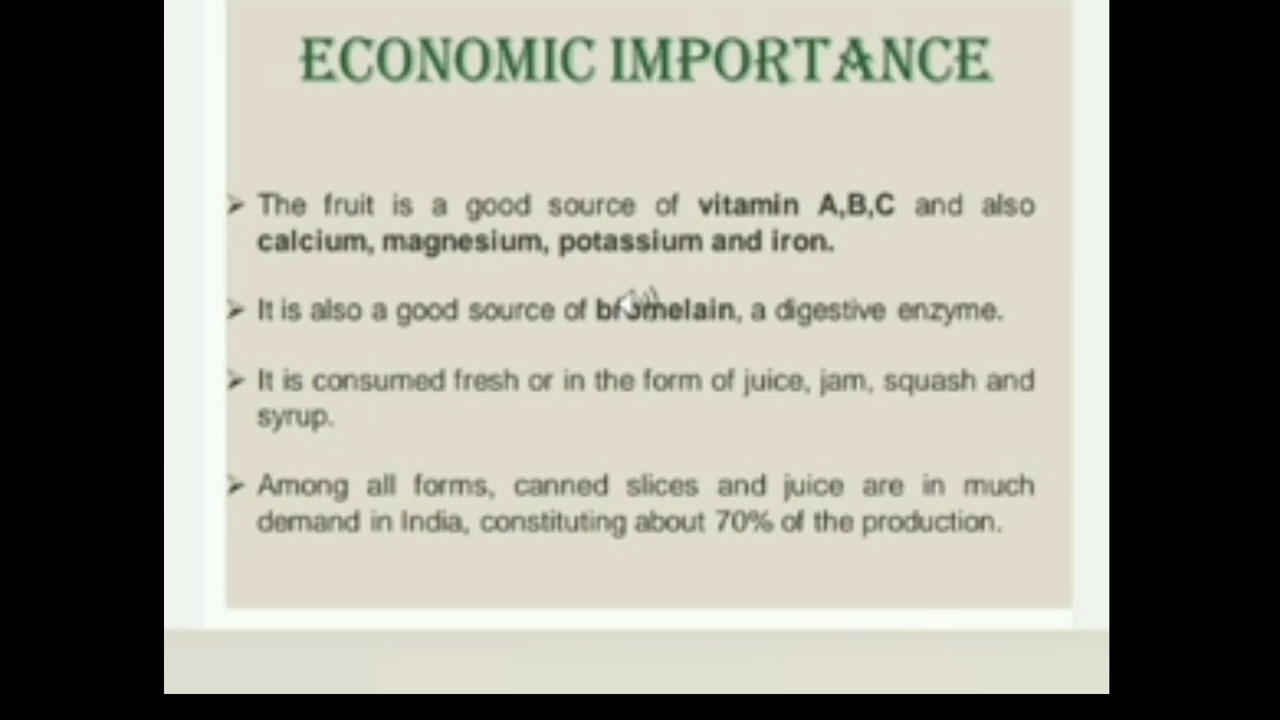 ECONOMIC IMPORTANCE
➢ The fruit is a good source of vitamin A,B,C and also
calcium, magnesium, potassium and iron.
➢ It is also a good source of bromelain, a digestive enzyme.
➢ It is consumed fresh or in the form of juice, jam, squash and
syrup.
➢ Among all forms, canned slices and juice are in much
demand in India, constituting about 70% of the production.